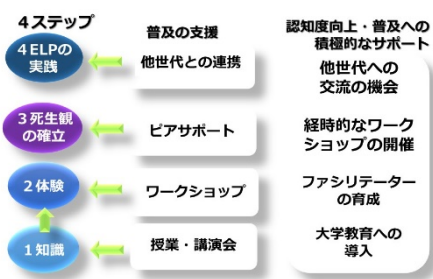 4ステップ
4ELPの
実践
3死生観
の確立
2体験
1知識
普及の支援
他世代との連携
ピアサポート
ワークショップ
授業・講演会
認知度向上・普及への
積極的なサポート
他世代への
交流の機会
経時的なワーク
ショップの開催
ファシリテーター
の育成
大学教育への
導入